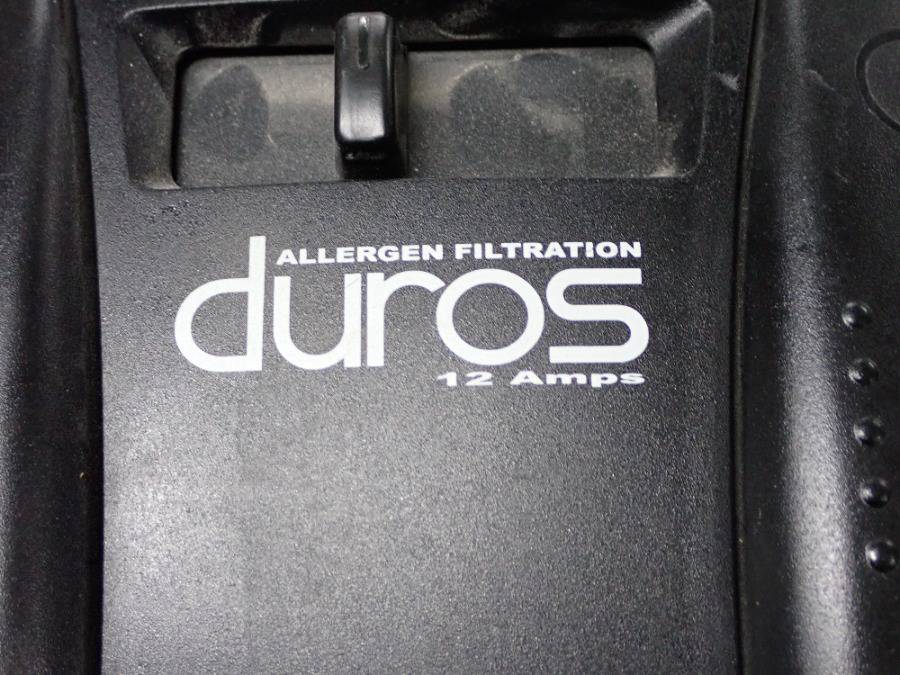 ALLERGEN FILTRATION
duros
12 Amps